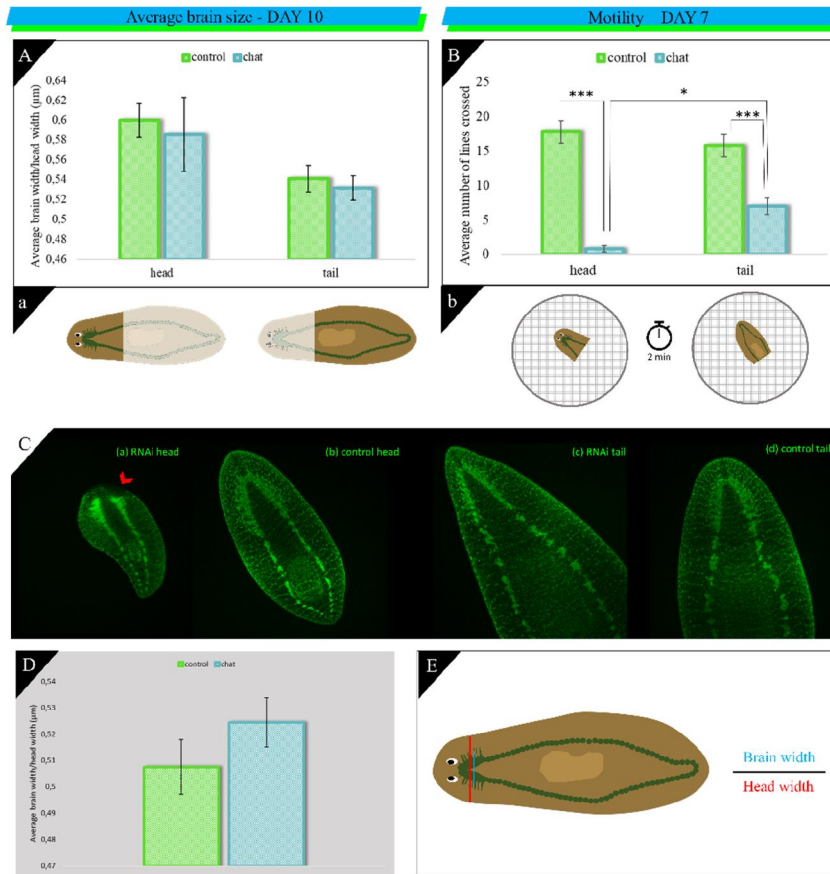 Average brain size - DAY 10
Motility DAY 7
A
control chat
Average brain width/head width (μm)
0,64
0,62
0,6
0,58
0,56
0,54
0,52
0,5
0,48
0,46
head tail
B
control chat
Average number of lines crossed
25
20
15
10
5
0
***
*
***
head tail
a
b
2 min
C
(a) RNAi head
(b) control head
(c) RNAi tail
(d) control tail
D
control chat
Average brain width/head width (μm)
0,54
0,53
0,52
0,51
0,5
0,49
0,48
0,47
E
Brain width
Head width